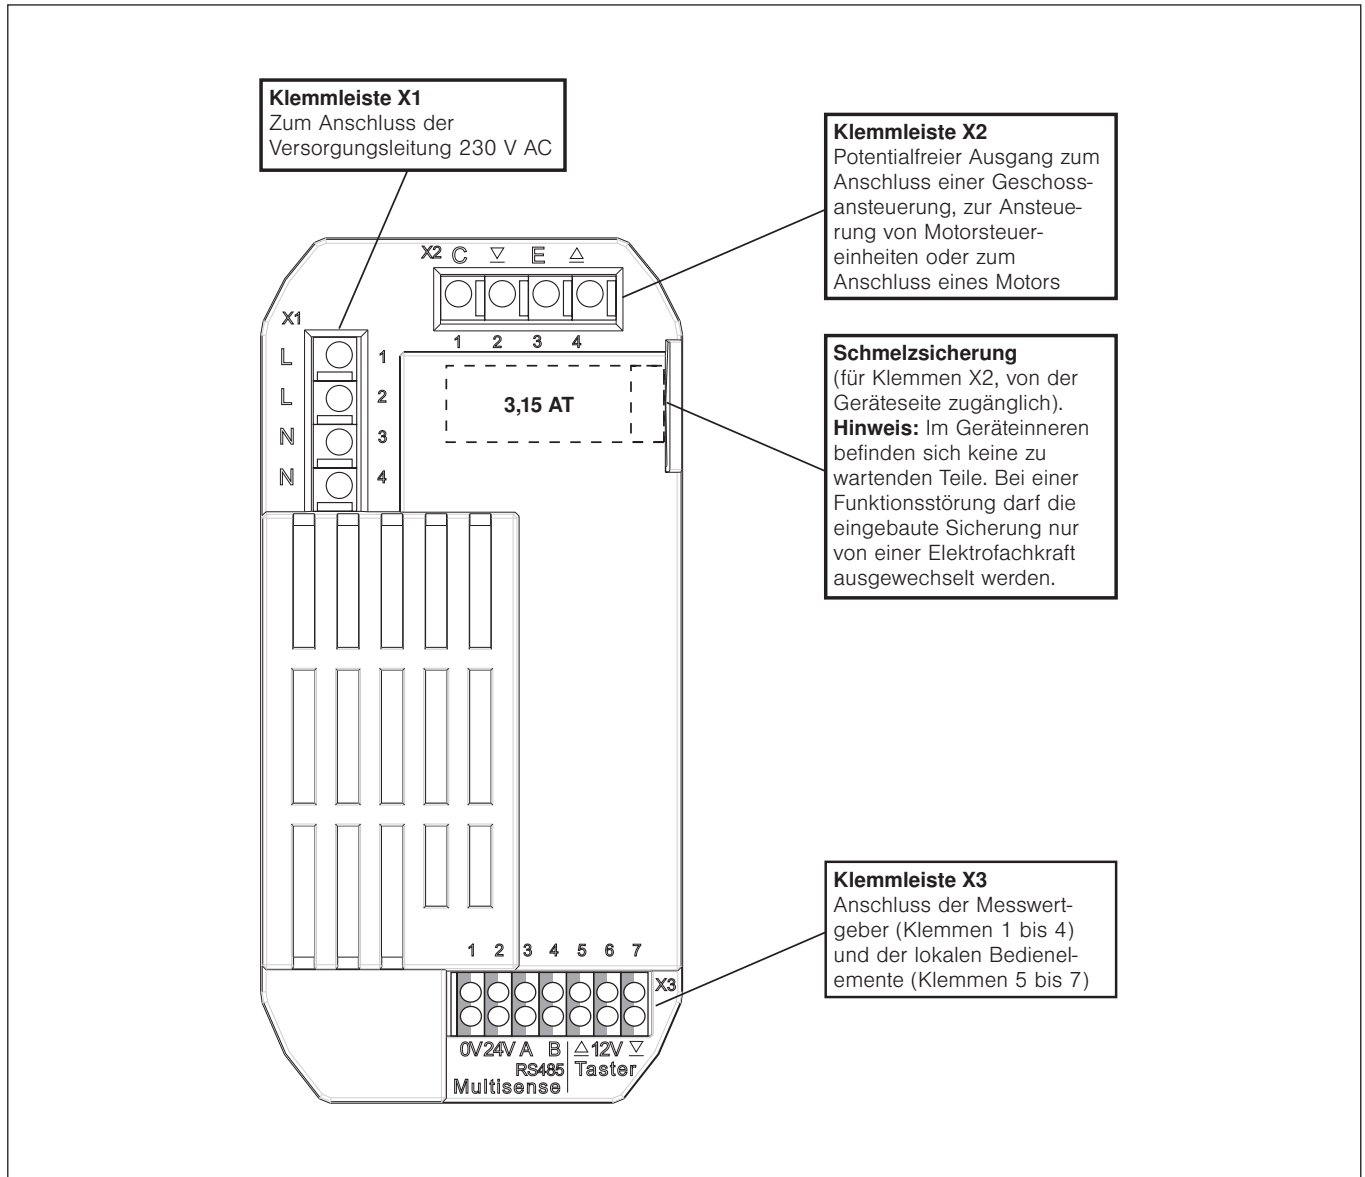 Klemmleiste X1
Zum Anschluss der
Versorgungsleitung 230 V AC
Klemmleiste X2
Potentialfreier Ausgang zum
Anschluss einer Geschoss-
ansteuerung, zur Ansteue-
rung von Motorsteuer-
einheiten oder zum
Anschluss eines Motors
X2 C ▽ E △
1 2 3 4
X1
L 1
L 2
N 3
N 4
3,15 AT
Schmelzsicherung
(für Klemmen X2, von der
Geräteseite zugänglich).
Hinweis: Im Geräteinneren
befinden sich keine zu
wartenden Teile. Bei einer
Funktionsstörung darf die
eingebaute Sicherung nur
von einer Elektrofachkraft
ausgewechselt werden.
Klemmleiste X3
Anschluss der Messwert-
geber (Klemmen 1 bis 4)
und der lokalen Bedienel-
emente (Klemmen 5 bis 7)
1 2 3 4 5 6 7
X3
0V 24V A B △ 12V ▽
RS485 Taster
Multisense